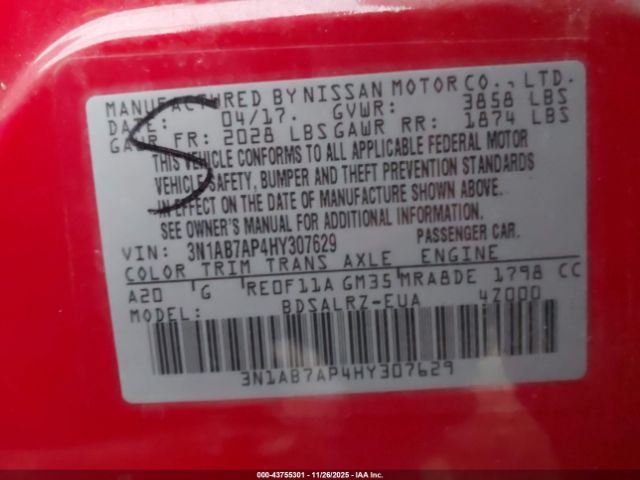 MANUFACTURED BY NISSAN MOTOR CO., LTD.
DATE: 04/17. GVWR: 3858 LBS
GAWR FR: 2028 LBS GAWR RR: 1874 LBS
THIS VEHICLE CONFORMS TO ALL APPLICABLE FEDERAL MOTOR
VEHICLE SAFETY, BUMPER AND THEFT PREVENTION STANDARDS
IN EFFECT ON THE DATE OF MANUFACTURE SHOWN ABOVE.
SEE OWNER'S MANUAL FOR ADDITIONAL INFORMATION.
VIN: 3N1AB7AP4HY307629 PASSENGER CAR.
COLOR TRIM TRANS AXLE ENGINE
A20 G RE0F11A GM35 MRA8DE 1798 CC
MODEL: BDSALRZ-EUA 4Z000
3N1AB7AP4HY307629
000-43755301 - 11/26/2025 - IAA Inc.